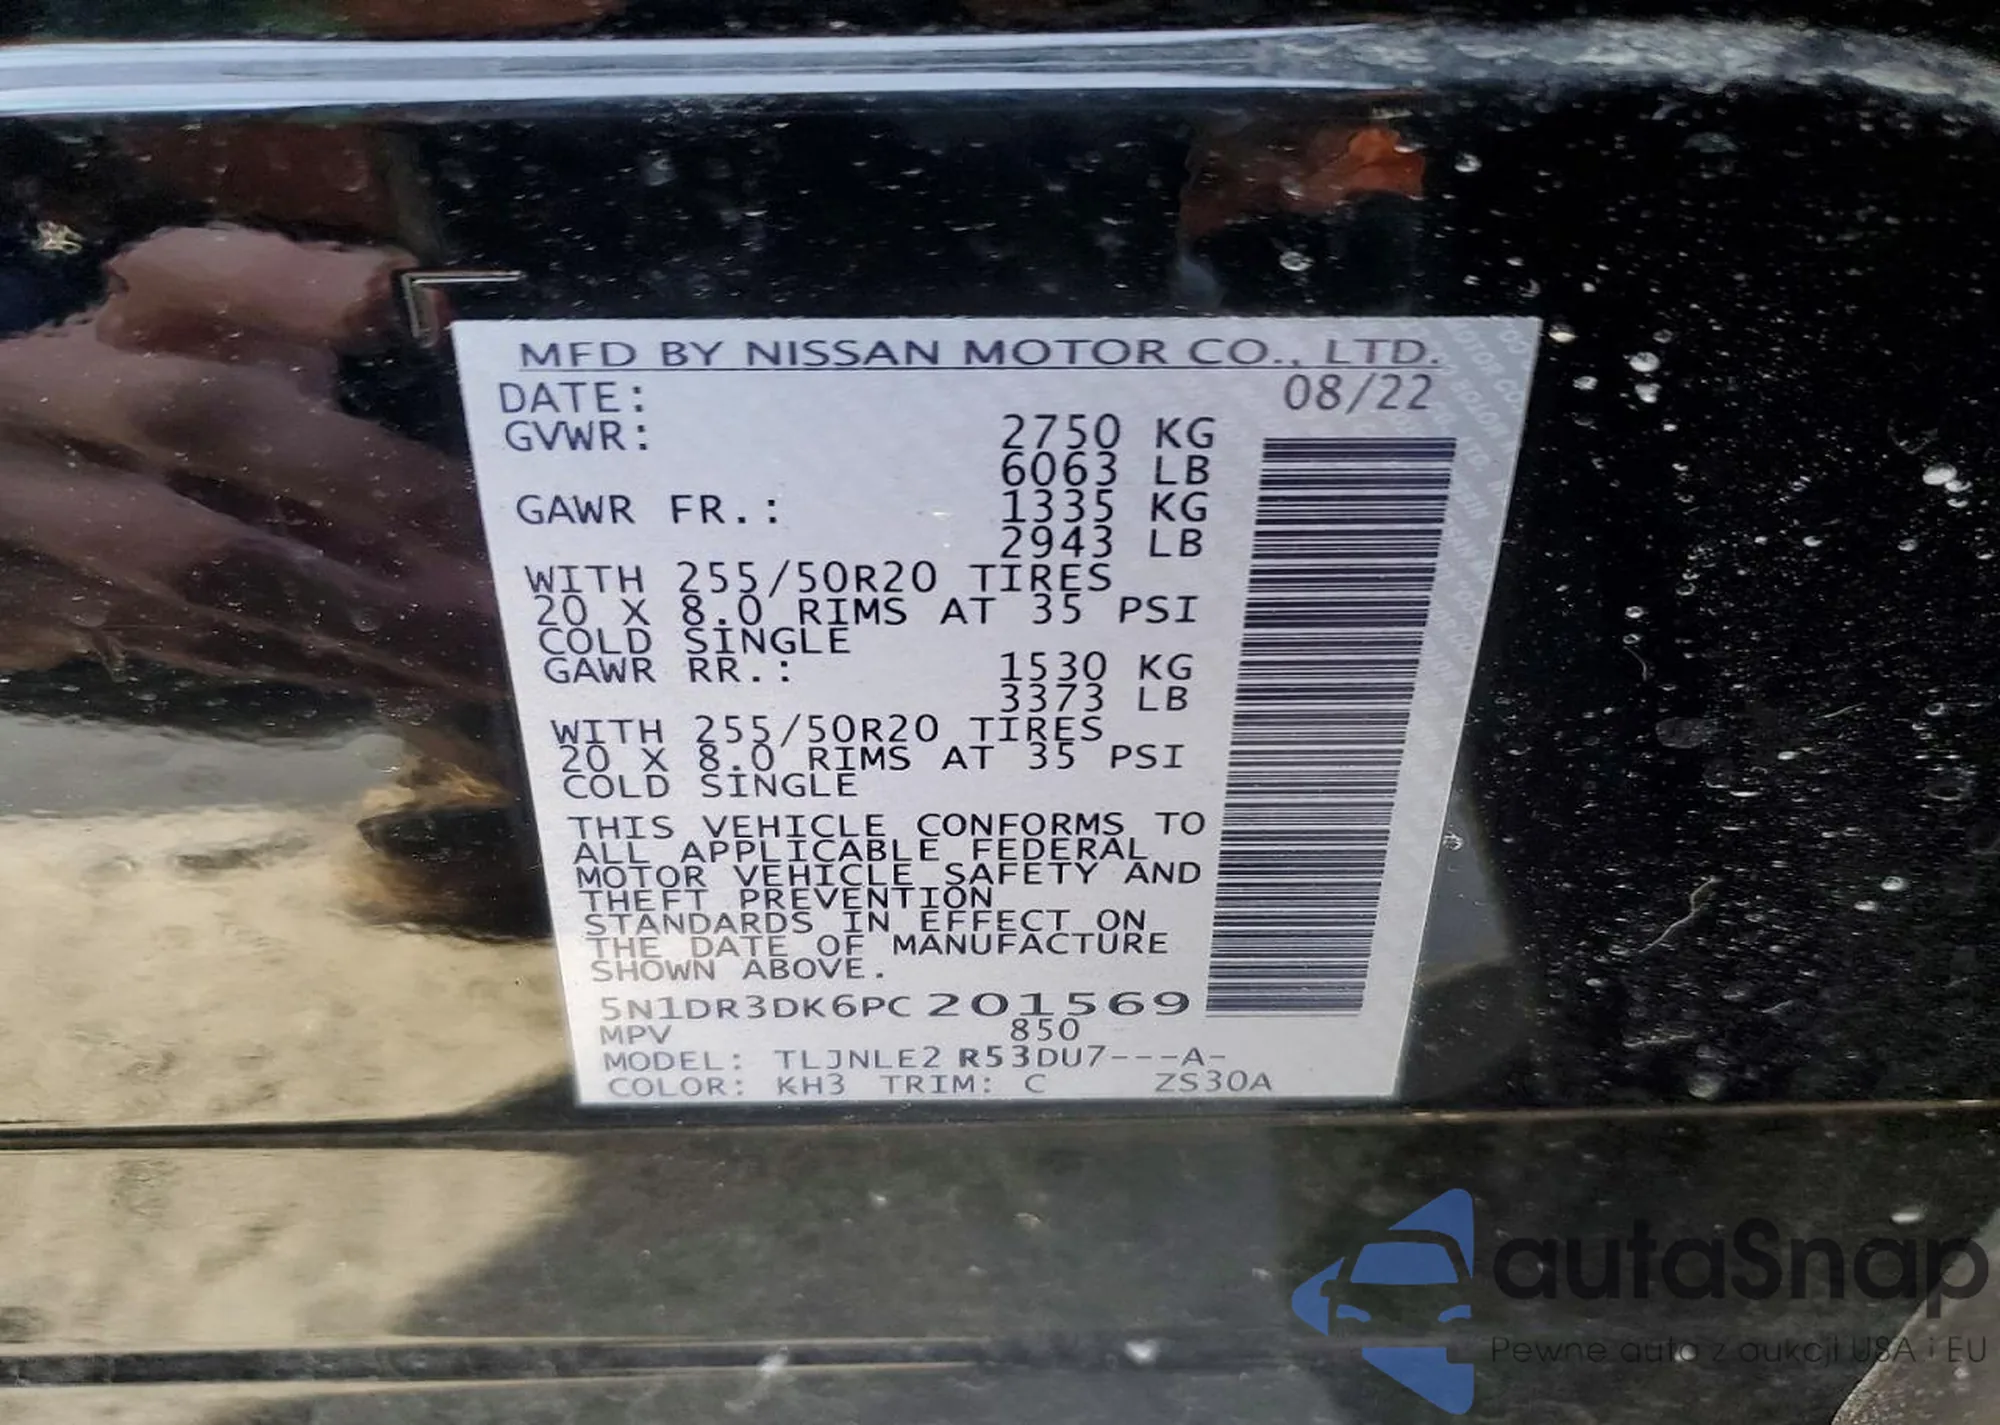 MFD BY NISSAN MOTOR CO., LTD.
DATE: 08/22
GVWR: 2750 KG
6063 LB
GAWR FR.: 1335 KG
2943 LB
WITH 255/50R20 TIRES
20 X 8.0 RIMS AT 35 PSI
COLD SINGLE
GAWR RR.: 1530 KG
3373 LB
WITH 255/50R20 TIRES
20 X 8.0 RIMS AT 35 PSI
COLD SINGLE
THIS VEHICLE CONFORMS TO
ALL APPLICABLE FEDERAL
MOTOR VEHICLE SAFETY AND
THEFT PREVENTION
STANDARDS IN EFFECT ON
THE DATE OF MANUFACTURE
SHOWN ABOVE.
5N1DR3DK6PC201569
MPV 850
MODEL: TLJNLE2 R53DU7---A-
COLOR: KH3 TRIM: C ZS30A
autaSnap
Pewne auta z aukcji USA i EU